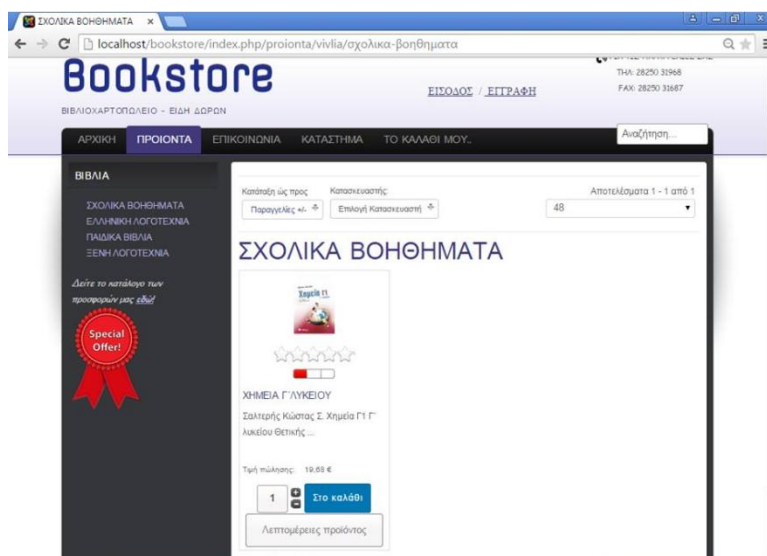 ΣΧΟΛΙΚΑ ΒΟΗΘΗΜΑΤΑ
localhost/bookstore/index.php/proionta/vivlia/σχολικα-βοηθηματα
Bookstore
ΒΙΒΛΙΟΧΑΡΤΟΠΩΛΕΙΟ - ΕΙΔΗ ΔΩΡΩΝ
ΕΙΣΟΔΟΣ / ΕΓΓΡΑΦΗ
ΤΗΛ: 28250 31968
FAX: 28250 31687
ΑΡΧΙΚΗ ΠΡΟΙΟΝΤΑ ΕΠΙΚΟΙΝΩΝΙΑ ΚΑΤΑΣΤΗΜΑ ΤΟ ΚΑΛΑΘΙ ΜΟΥ..
Αναζήτηση...
ΒΙΒΛΙΑ
ΣΧΟΛΙΚΑ ΒΟΗΘΗΜΑΤΑ
ΕΛΛΗΝΙΚΗ ΛΟΓΟΤΕΧΝΙΑ
ΠΑΙΔΙΚΑ ΒΙΒΛΙΑ
ΞΕΝΗ ΛΟΓΟΤΕΧΝΙΑ
Δείτε το κατάλογο των
προσφορών μας εδώ!
Special
Offer!
Κατάταξη ώς προς Κατασκευαστής: Αποτελέσματα 1 - 1 από 1
Παραγγελίες +/- Επιλογή Κατασκευαστή 48
ΣΧΟΛΙΚΑ ΒΟΗΘΗΜΑΤΑ
Χημεία Γ1
ΧΗΜΕΙΑ Γ΄ΛΥΚΕΙΟΥ
Σαλτερής Κώστας Σ. Χημεία Γ1 Γ΄
λυκείου Θετικής ...
Τιμή πώλησης: 19,69 €
1 Στο καλάθι
Λεπτομέρειες προϊόντος